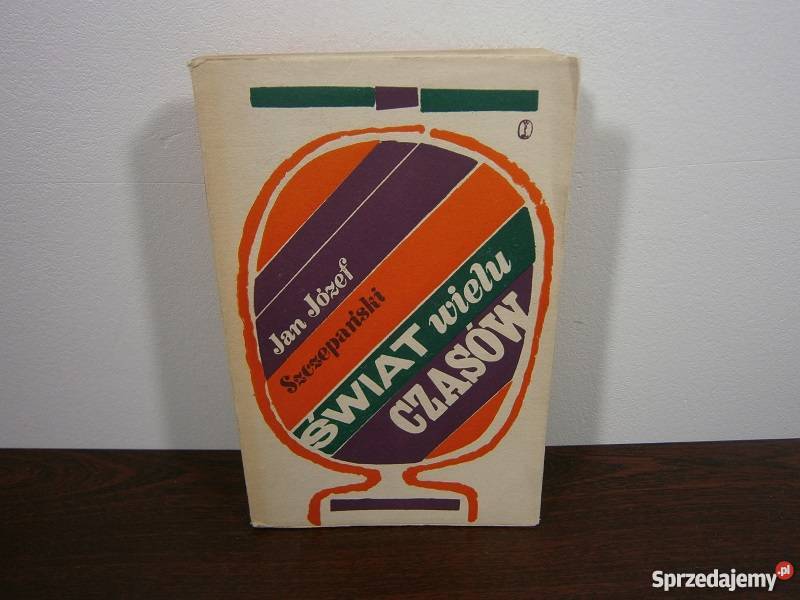 Jan Józef
Szczepański
ŚWIAT wielu
CZASÓW
Sprzedajemy.pl